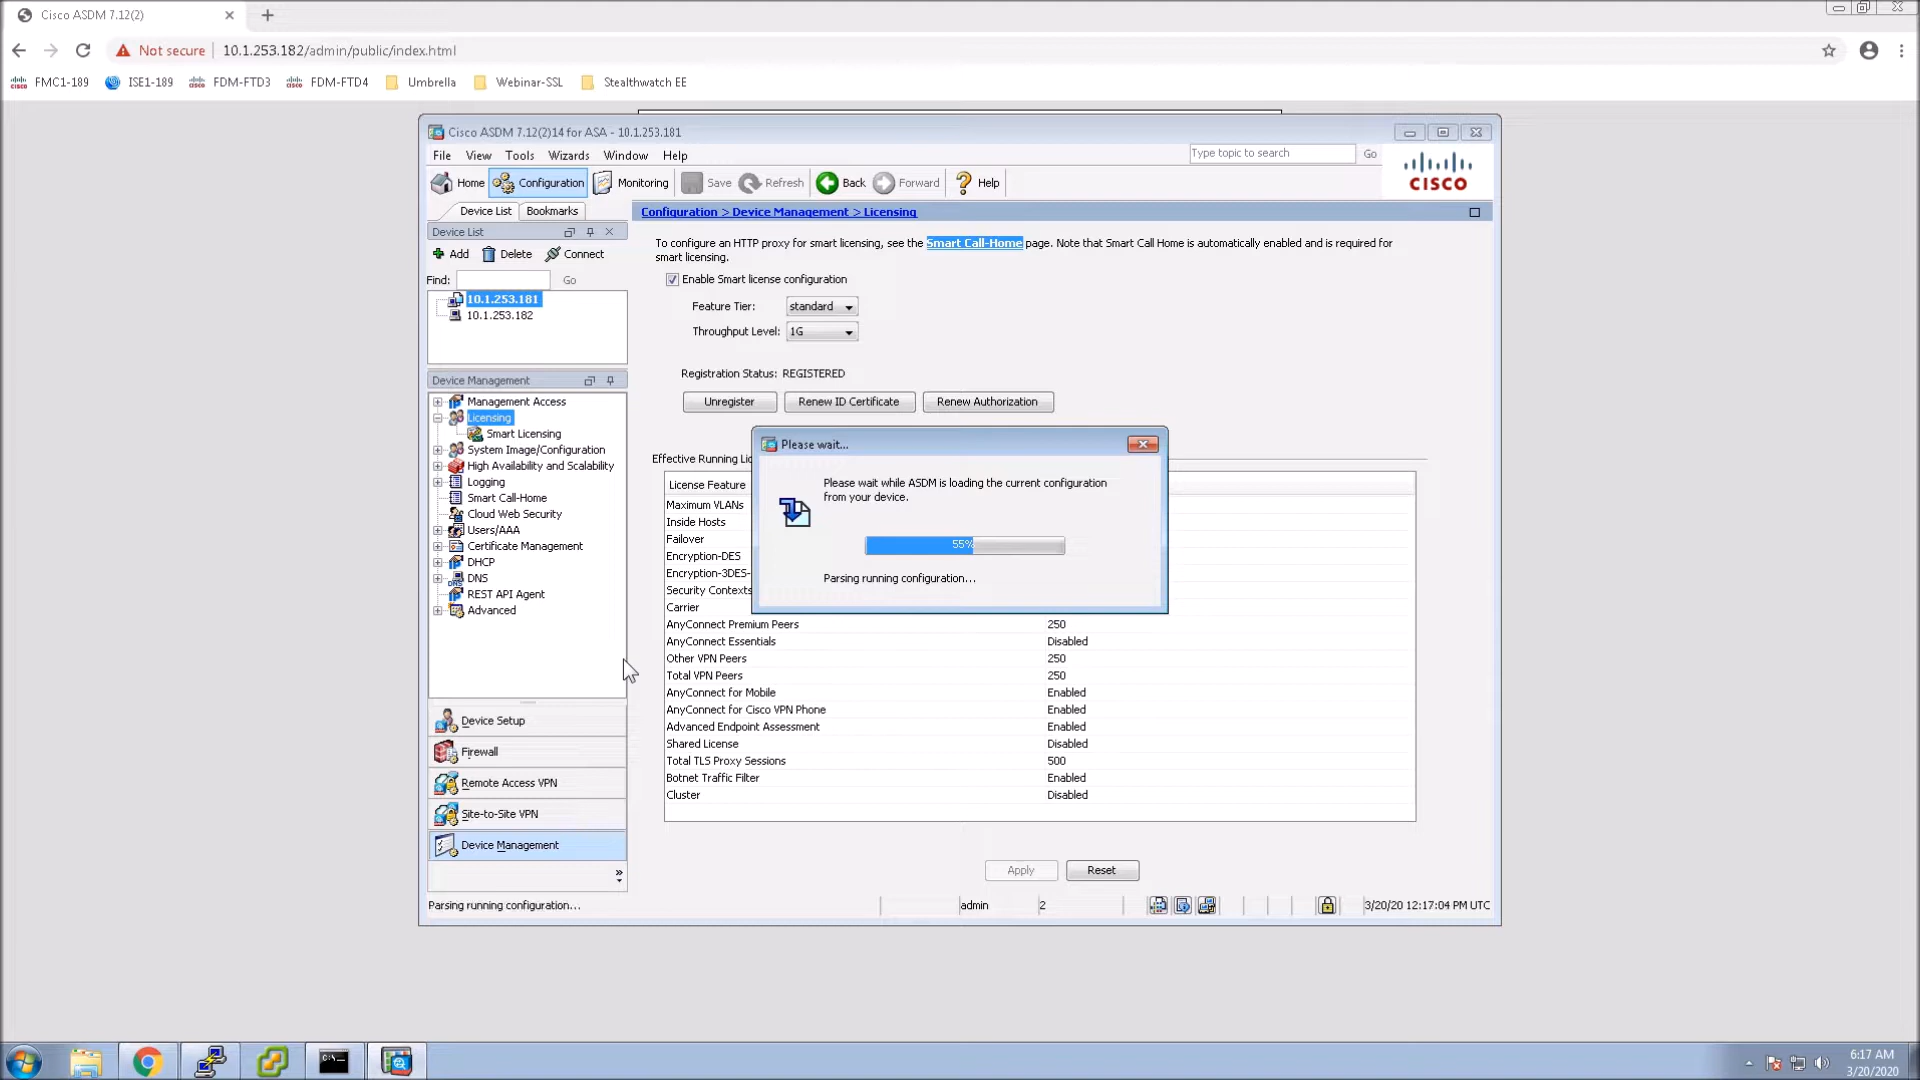 Cisco ASDM 7.12(2)
Not secure
10.1.253.182/admin/public/index.html
FMC1-189
ISE1-189
FDM-FTD3
FDM-FTD4
Umbrella
Webinar-SSL
Stealthwatch EE
Cisco ASDM 7.12(2)14 for ASA - 10.1.253.181
File View Tools Wizards Window Help
Type topic to search
Go
CISCO
Home
Configuration
Monitoring
Save
Refresh
Back
Forward
Help
Device List
Bookmarks
Device List
Add
Delete
Connect
Find:
Go
10.1.253.181
10.1.253.182
Device Management
Management Access
Licensing
Smart Licensing
System Image/Configuration
High Availability and Scalability
Logging
Smart Call-Home
Cloud Web Security
Users/AAA
Certificate Management
DHCP
DNS
REST API Agent
Advanced
Device Setup
Firewall
Remote Access VPN
Site-to-Site VPN
Device Management
Configuration > Device Management > Licensing
To configure an HTTP proxy for smart licensing, see the Smart Call-Home page. Note that Smart Call Home is automatically enabled and is required for
smart licensing.
Enable Smart license configuration
Feature Tier: standard
Throughput Level: 1G
Registration Status: REGISTERED
Unregister
Renew ID Certificate
Renew Authorization
Effective Running
License Feature
Maximum VLANs
Inside Hosts
Failover
Encryption-DES
Encryption-3DES-
Security Contexts
Carrier
AnyConnect Premium Peers 250
AnyConnect Essentials Disabled
Other VPN Peers 250
Total VPN Peers 250
AnyConnect for Mobile Enabled
AnyConnect for Cisco VPN Phone Enabled
Advanced Endpoint Assessment Enabled
Shared License Disabled
Total TLS Proxy Sessions 500
Botnet Traffic Filter Enabled
Cluster Disabled
Please wait...
Please wait while ASDM is loading the current configuration
from your device.
55%
Parsing running configuration...
Apply
Reset
Parsing running configuration...
admin
2
3/20/20 12:17:04 PM UTC
6:17 AM
3/20/2020